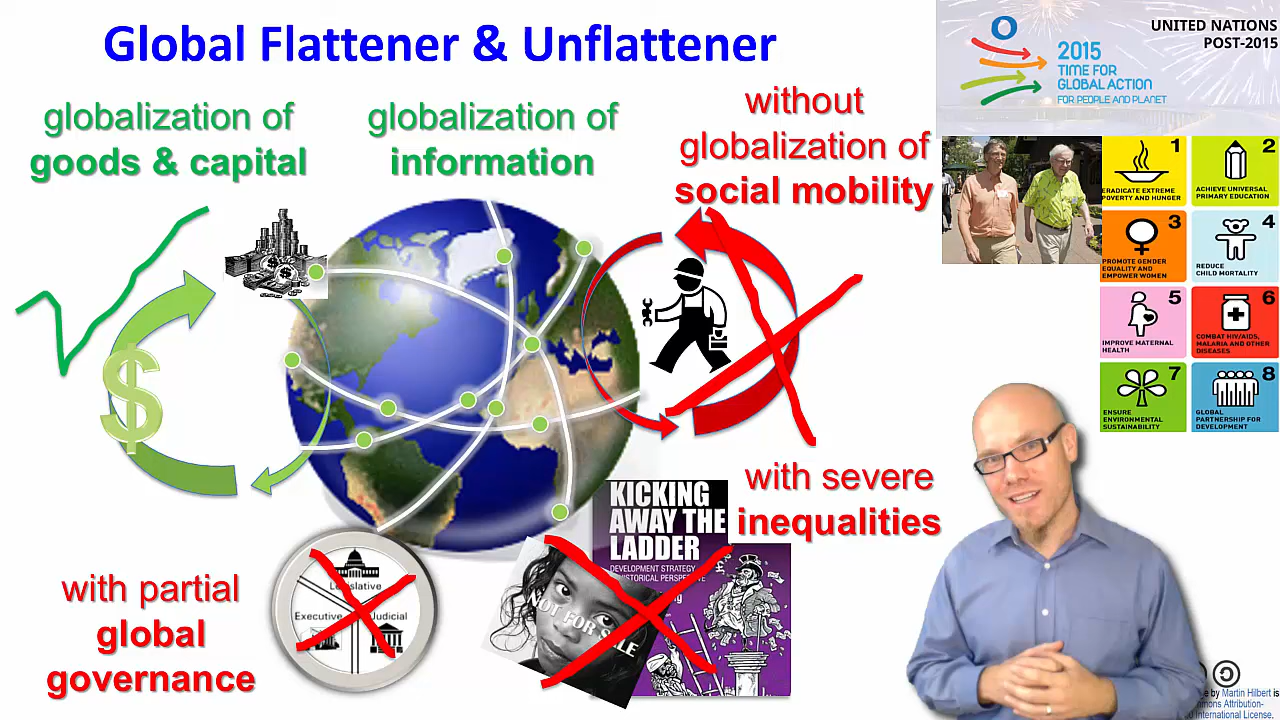 Global Flattener & Unflattener
globalization of
goods & capital
globalization of
information
without
globalization of
social mobility
UNITED NATIONS
POST-2015
2015
TIME FOR
GLOBAL ACTION
FOR PEOPLE AND PLANET
1
ERADICATE EXTREME
POVERTY AND HUNGER
2
ACHIEVE UNIVERSAL
PRIMARY EDUCATION
3
PROMOTE GENDER
EQUALITY AND
EMPOWER WOMEN
4
REDUCE
CHILD MORTALITY
5
IMPROVE MATERNAL
HEALTH
6
COMBAT HIV/AIDS,
MALARIA AND OTHER
DISEASES
7
ENSURE
ENVIRONMENTAL
SUSTAINABILITY
8
GLOBAL
PARTNERSHIP FOR
DEVELOPMENT
$
with severe
inequalities
KICKING
AWAY THE
LADDER
DEVELOPMENT STRATEGY
HISTORICAL PERSPECTIVE
NOT FOR SALE
with partial
global
governance
Legislative
Executive
Judicial
by Martin Hilbert is
Attribution-
International License,